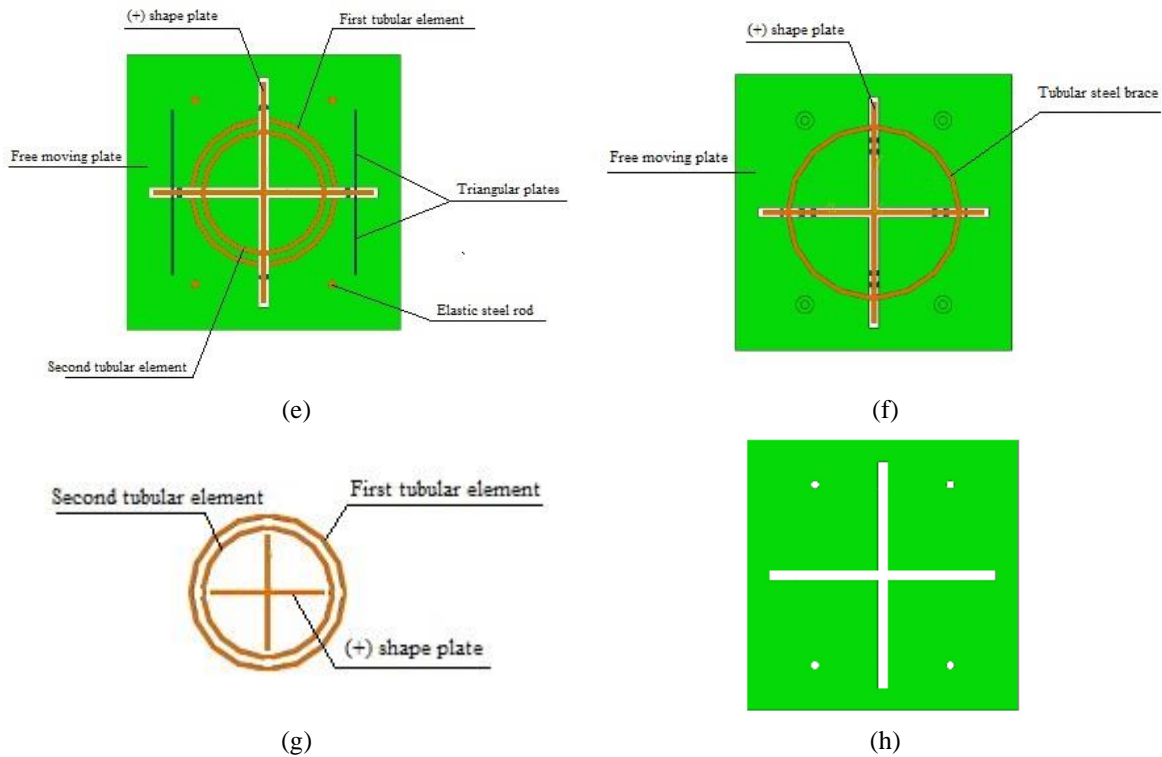 (+) shape plate
First tubular element
Free moving plate
Triangular plates
Elastic steel rod
Second tubular element
(e)
(+) shape plate
Tubular steel brace
Free moving plate
(f)
Second tubular element
First tubular element
(+) shape plate
(g)
(h)